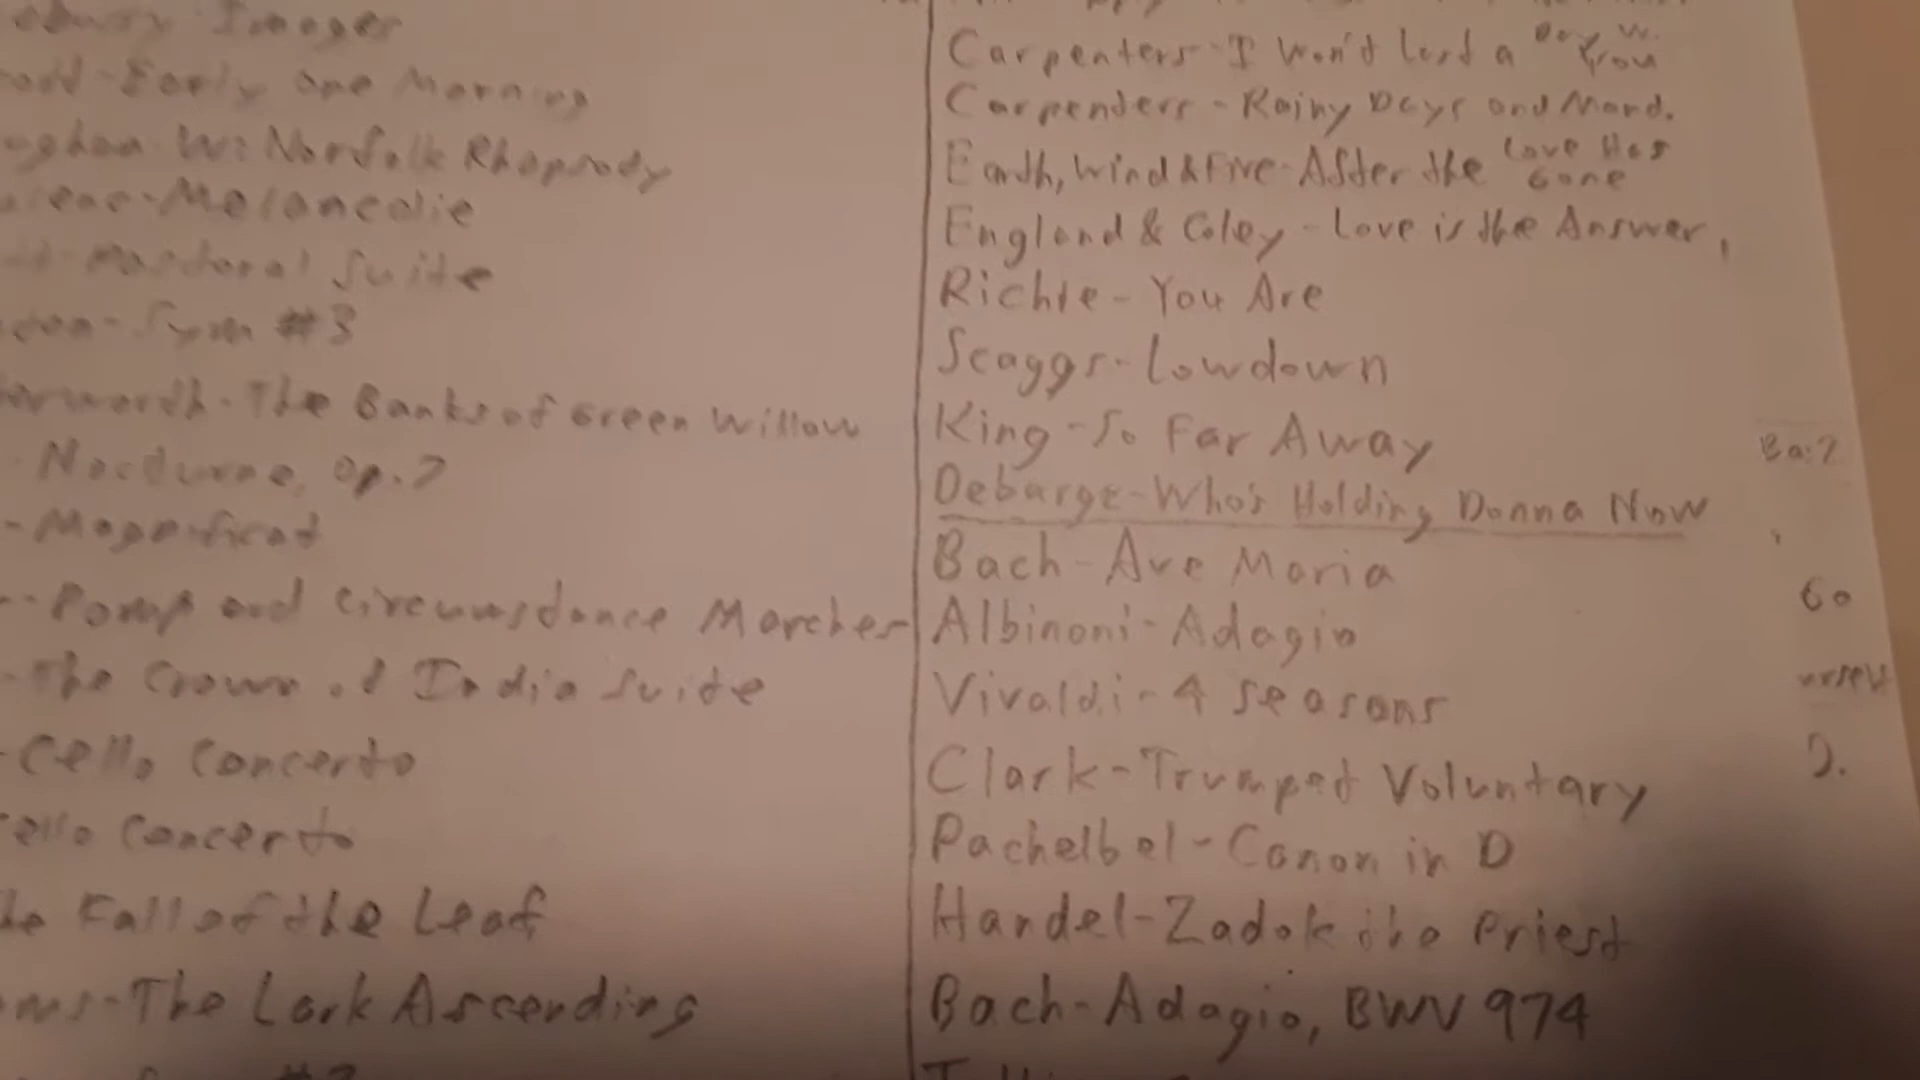 Early One Morning
W: Norfolk Rhapsody
Melancolie
Pastoral Suite
Sym #3
The Banks of Green Willow
Nocturne, Op. 7
- Magnificat
- Pomp and Circumstance Marches
- The Crown of India Suite
- Cello Concerto
Cello Concerto
Fall of the Leaf
- The Lark Ascending
Carpenters - I Won't Last a Day W. You
Carpenders - Rainy Days and Mond.
Earth, Wind & Fire - After the Love Has Gone
England & Coley - Love is the Answer,
Richie - You Are
Scaggs - Lowdown
King - So Far Away
Debarge - Who's Holding Donna Now
Bach - Ave Maria
Albinoni - Adagio
Vivaldi - 4 Seasons
Clark - Trumpet Voluntary
Pachelbel - Canon in D
Handel - Zadok the Priest
Bach - Adagio, BWV 974